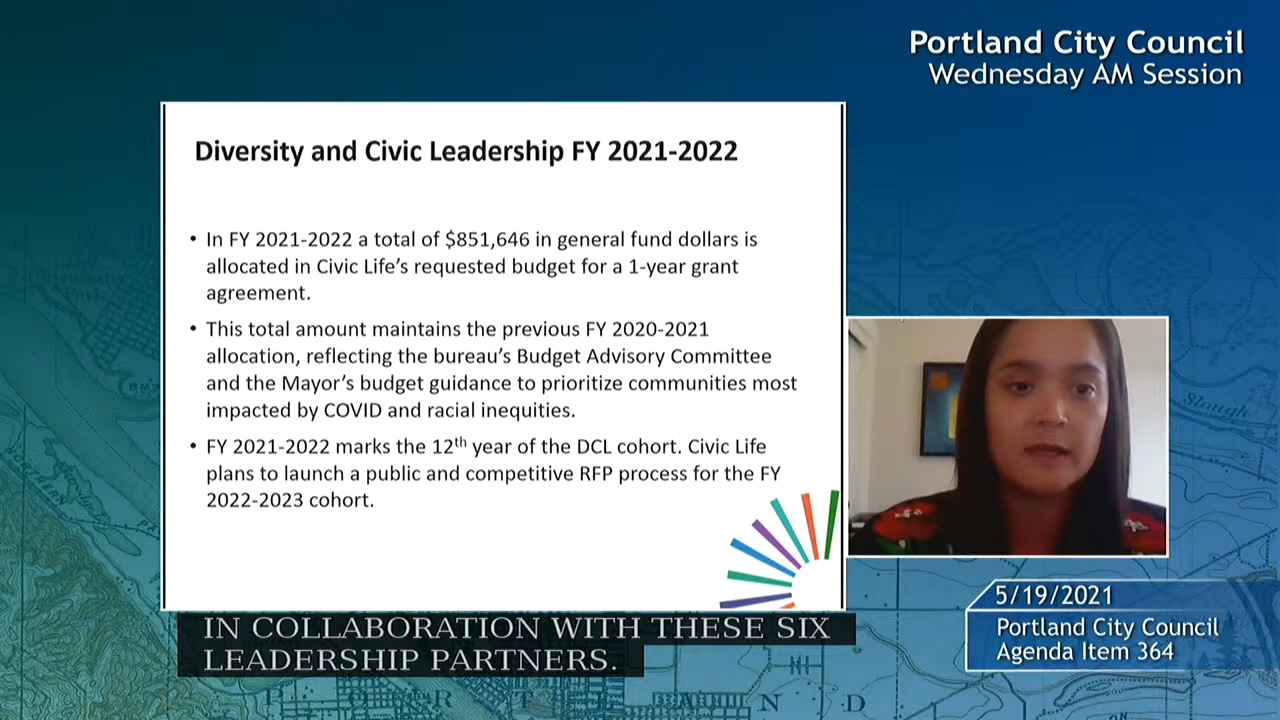 Portland City Council
Wednesday AM Session
Diversity and Civic Leadership FY 2021-2022
• In FY 2021-2022 a total of $851,646 in general fund dollars is
allocated in Civic Life's requested budget for a 1-year grant
agreement.
• This total amount maintains the previous FY 2020-2021
allocation, reflecting the bureau's Budget Advisory Committee
and the Mayor's budget guidance to prioritize communities most
impacted by COVID and racial inequities.
• FY 2021-2022 marks the 12th year of the DCL cohort. Civic Life
plans to launch a public and competitive RFP process for the FY
2022-2023 cohort.
Slough
5/19/2021
Portland City Council
Agenda Item 364
IN COLLABORATION WITH THESE SIX
LEADERSHIP PARTNERS.
P O R T L A N D